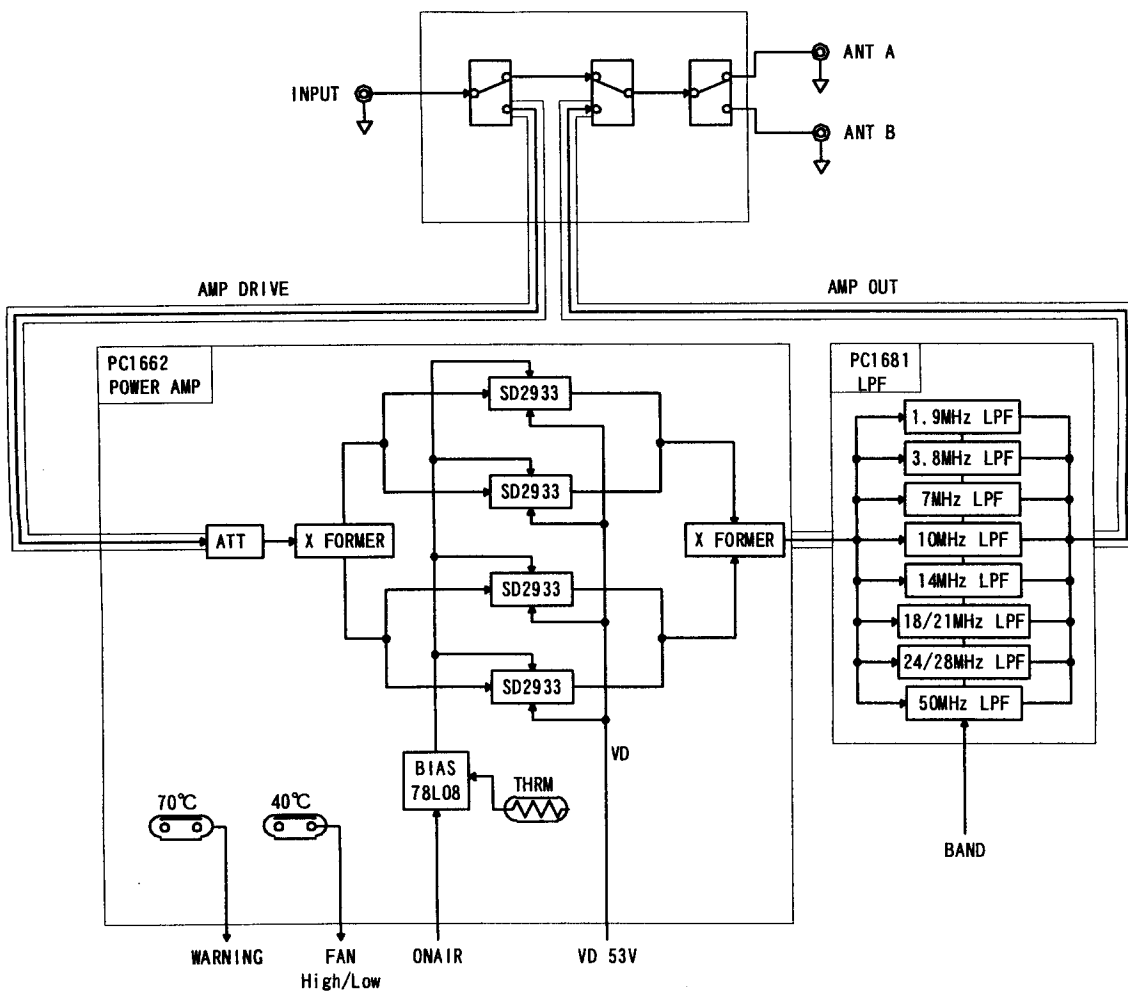 ANT A
INPUT
ANT B
AMP DRIVE
AMP OUT
PC1662
POWER AMP
PC1681
LPF
SD2933
SD2933
SD2933
SD2933
ATT
X FORMER
X FORMER
1.9MHz LPF
3.8MHz LPF
7MHz LPF
10MHz LPF
14MHz LPF
18/21MHz LPF
24/28MHz LPF
50MHz LPF
VD
BIAS
78L08
THRM
70℃
40℃
BAND
WARNING
FAN
High/Low
ONAIR
VD 53V